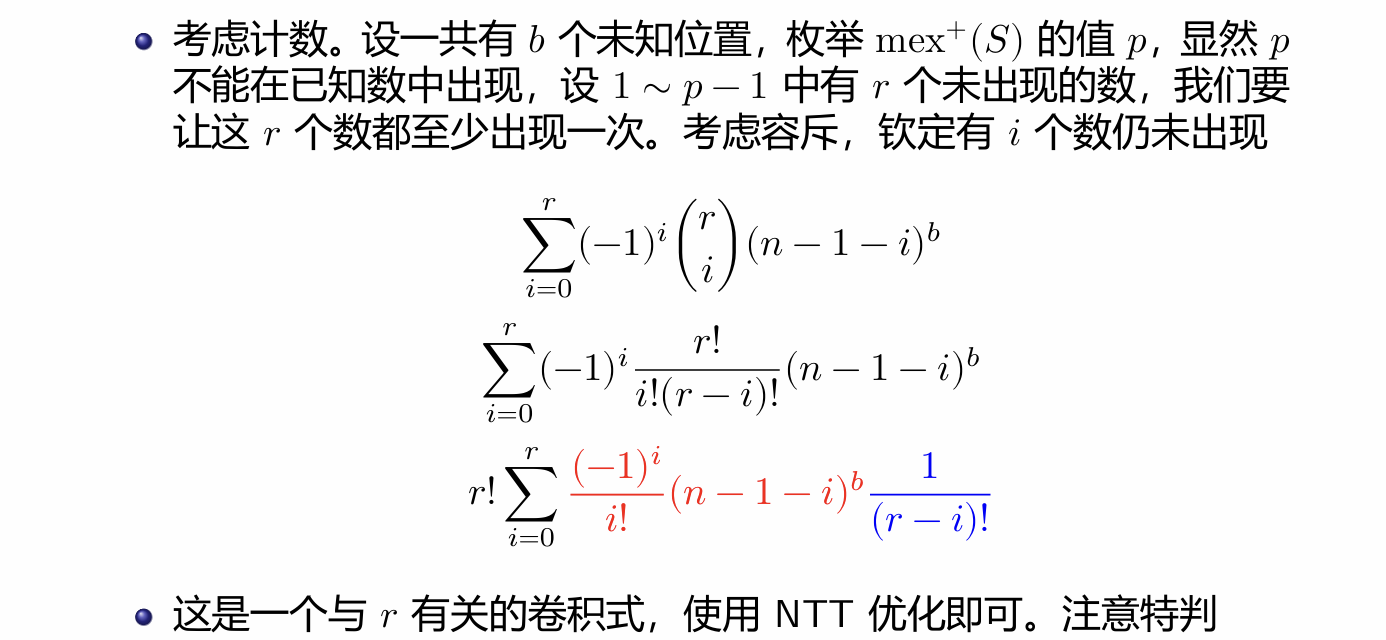 考虑计数。设一共有 b 个未知位置，枚举 mex⁺(S) 的值 p，显然 p
不能在已知数中出现，设 1 ∼ p − 1 中有 r 个未出现的数，我们要
让这 r 个数都至少出现一次。考虑容斥，钦定有 i 个数仍未出现
\sum_{i=0}^{r} (-1)^i \binom{r}{i} (n-1-i)^b
\sum_{i=0}^{r} (-1)^i \frac{r!}{i!(r-i)!} (n-1-i)^b
r! \sum_{i=0}^{r} \frac{(-1)^i}{i!} (n-1-i)^b \frac{1}{(r-i)!}
这是一个与 r 有关的卷积式，使用 NTT 优化即可。注意特判